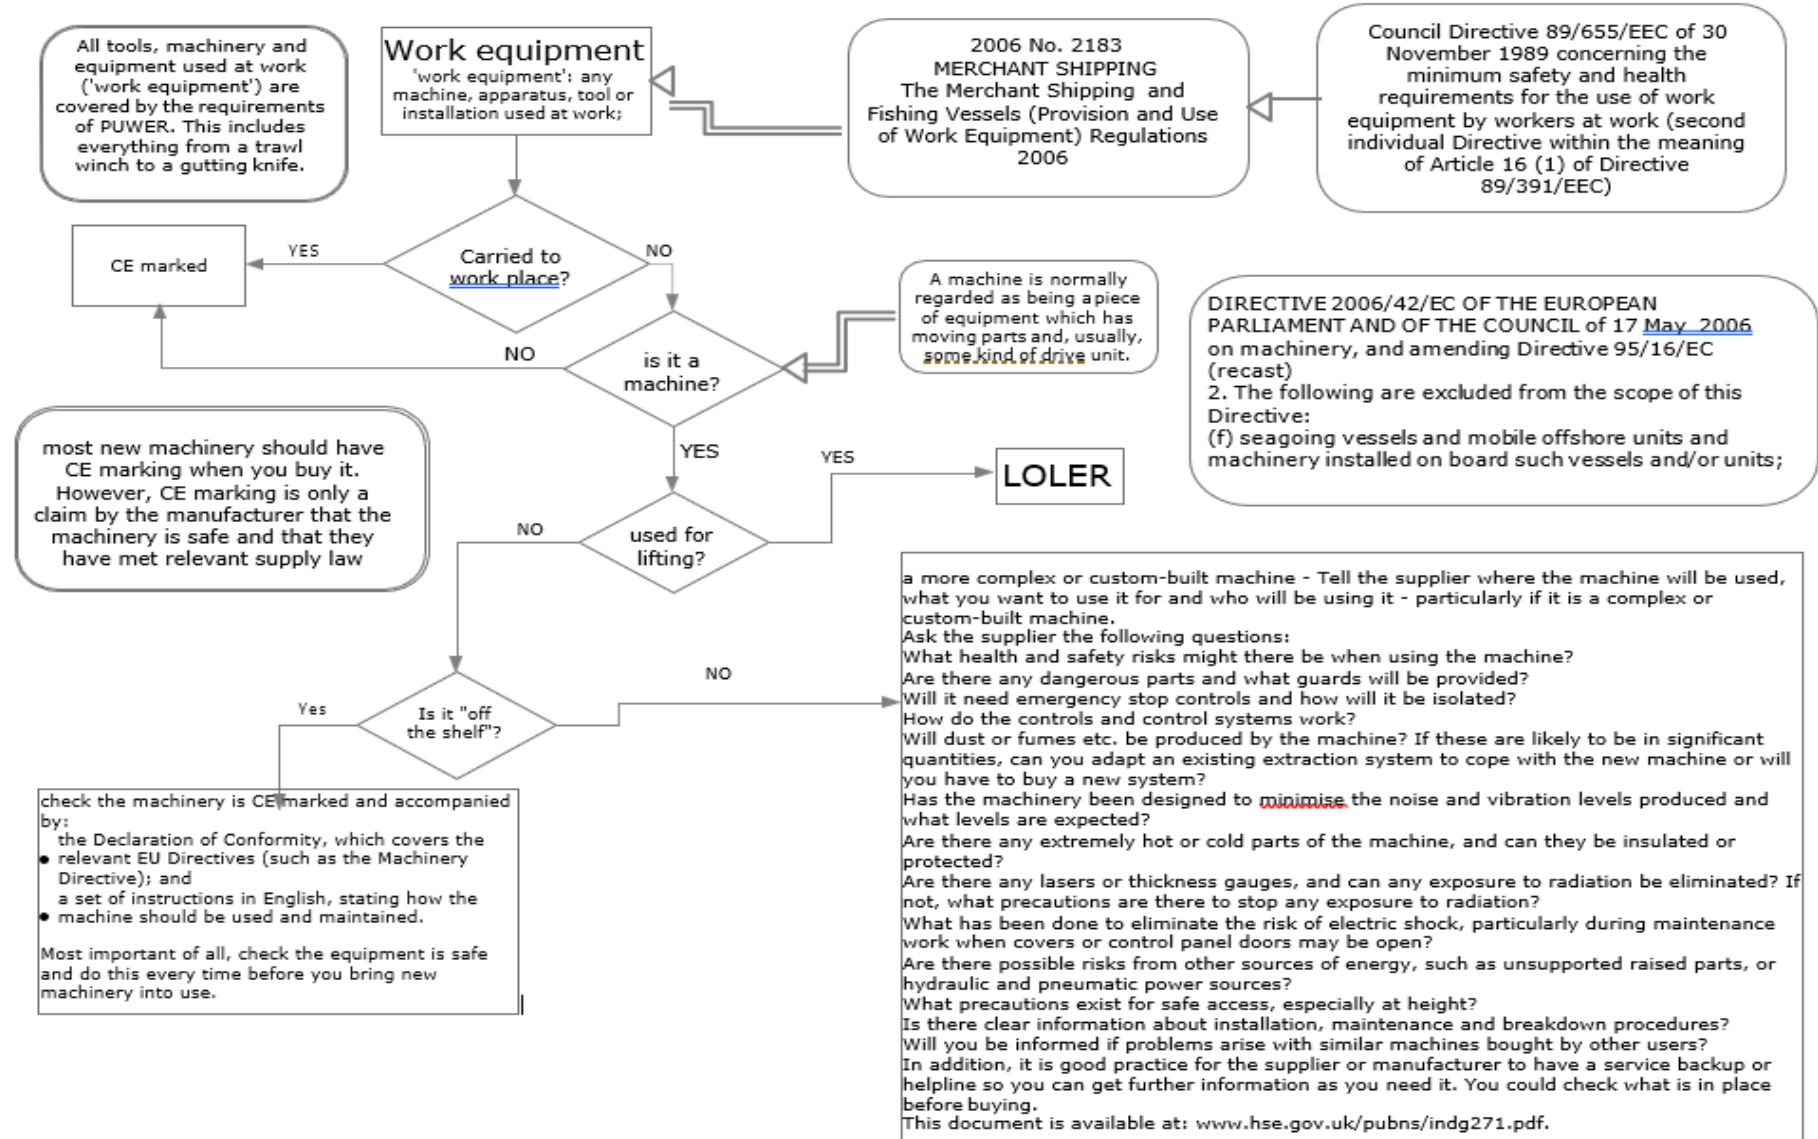 All tools, machinery and
equipment used at work
('work equipment') are
covered by the requirements
of PUWER. This includes
everything from a trawl
winch to a gutting knife.
Work equipment
'work equipment': any
machine, apparatus, tool or
installation used at work;
2006 No. 2183
MERCHANT SHIPPING
The Merchant Shipping and
Fishing Vessels (Provision and Use
of Work Equipment) Regulations
2006
Council Directive 89/655/EEC of 30
November 1989 concerning the
minimum safety and health
requirements for the use of work
equipment by workers at work (second
individual Directive within the meaning
of Article 16 (1) of Directive
89/391/EEC)
CE marked
YES
Carried to
work place?
NO
A machine is normally
regarded as being a piece
of equipment which has
moving parts and, usually,
some kind of drive unit.
DIRECTIVE 2006/42/EC OF THE EUROPEAN
PARLIAMENT AND OF THE COUNCIL of 17 May 2006
on machinery, and amending Directive 95/16/EC
(recast)
2. The following are excluded from the scope of this
Directive:
(f) seagoing vessels and mobile offshore units and
machinery installed on board such vessels and/or units;
NO
is it a
machine?
most new machinery should have
CE marking when you buy it.
However, CE marking is only a
claim by the manufacturer that the
machinery is safe and that they
have met relevant supply law
YES
YES
LOLER
NO
used for
lifting?
Yes
Is it "off
the shelf"?
NO
check the machinery is CE marked and accompanied
by:
the Declaration of Conformity, which covers the
• relevant EU Directives (such as the Machinery
Directive); and
a set of instructions in English, stating how the
• machine should be used and maintained.
Most important of all, check the equipment is safe
and do this every time before you bring new
machinery into use.
a more complex or custom-built machine - Tell the supplier where the machine will be used,
what you want to use it for and who will be using it - particularly if it is a complex or
custom-built machine.
Ask the supplier the following questions:
What health and safety risks might there be when using the machine?
Are there any dangerous parts and what guards will be provided?
Will it need emergency stop controls and how will it be isolated?
How do the controls and control systems work?
Will dust or fumes etc. be produced by the machine? If these are likely to be in significant
quantities, can you adapt an existing extraction system to cope with the new machine or will
you have to buy a new system?
Has the machinery been designed to minimise the noise and vibration levels produced and
what levels are expected?
Are there any extremely hot or cold parts of the machine, and can they be insulated or
protected?
Are there any lasers or thickness gauges, and can any exposure to radiation be eliminated? If
not, what precautions are there to stop any exposure to radiation?
What has been done to eliminate the risk of electric shock, particularly during maintenance
work when covers or control panel doors may be open?
Are there possible risks from other sources of energy, such as unsupported raised parts, or
hydraulic and pneumatic power sources?
What precautions exist for safe access, especially at height?
Is there clear information about installation, maintenance and breakdown procedures?
Will you be informed if problems arise with similar machines bought by other users?
In addition, it is good practice for the supplier or manufacturer to have a service backup or
helpline so you can get further information as you need it. You could check what is in place
before buying.
This document is available at: www.hse.gov.uk/pubns/indg271.pdf.